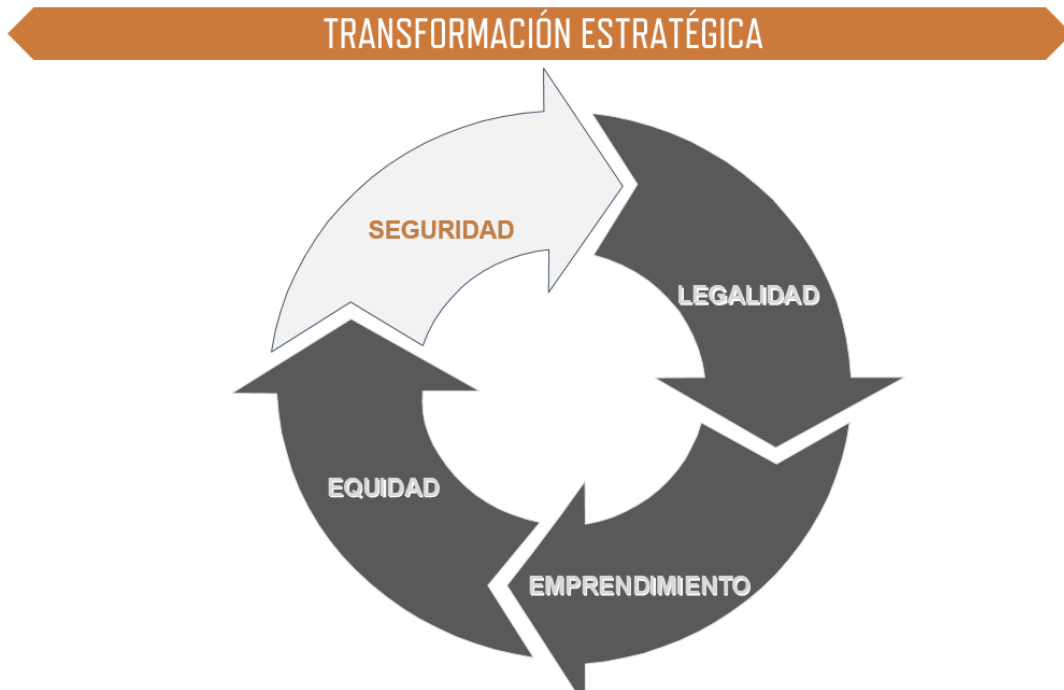 TRANSFORMACIÓN ESTRATÉGICA
SEGURIDAD
LEGALIDAD
EQUIDAD
EMPRENDIMIENTO